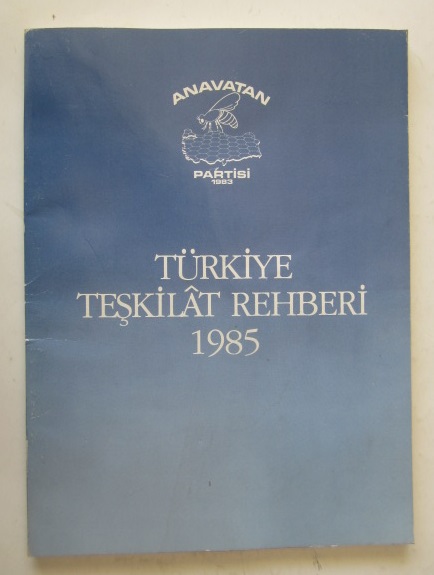 ANAVATAN
PARTİSİ
1983
TÜRKİYE
TEŞKİLÂT REHBERİ
1985